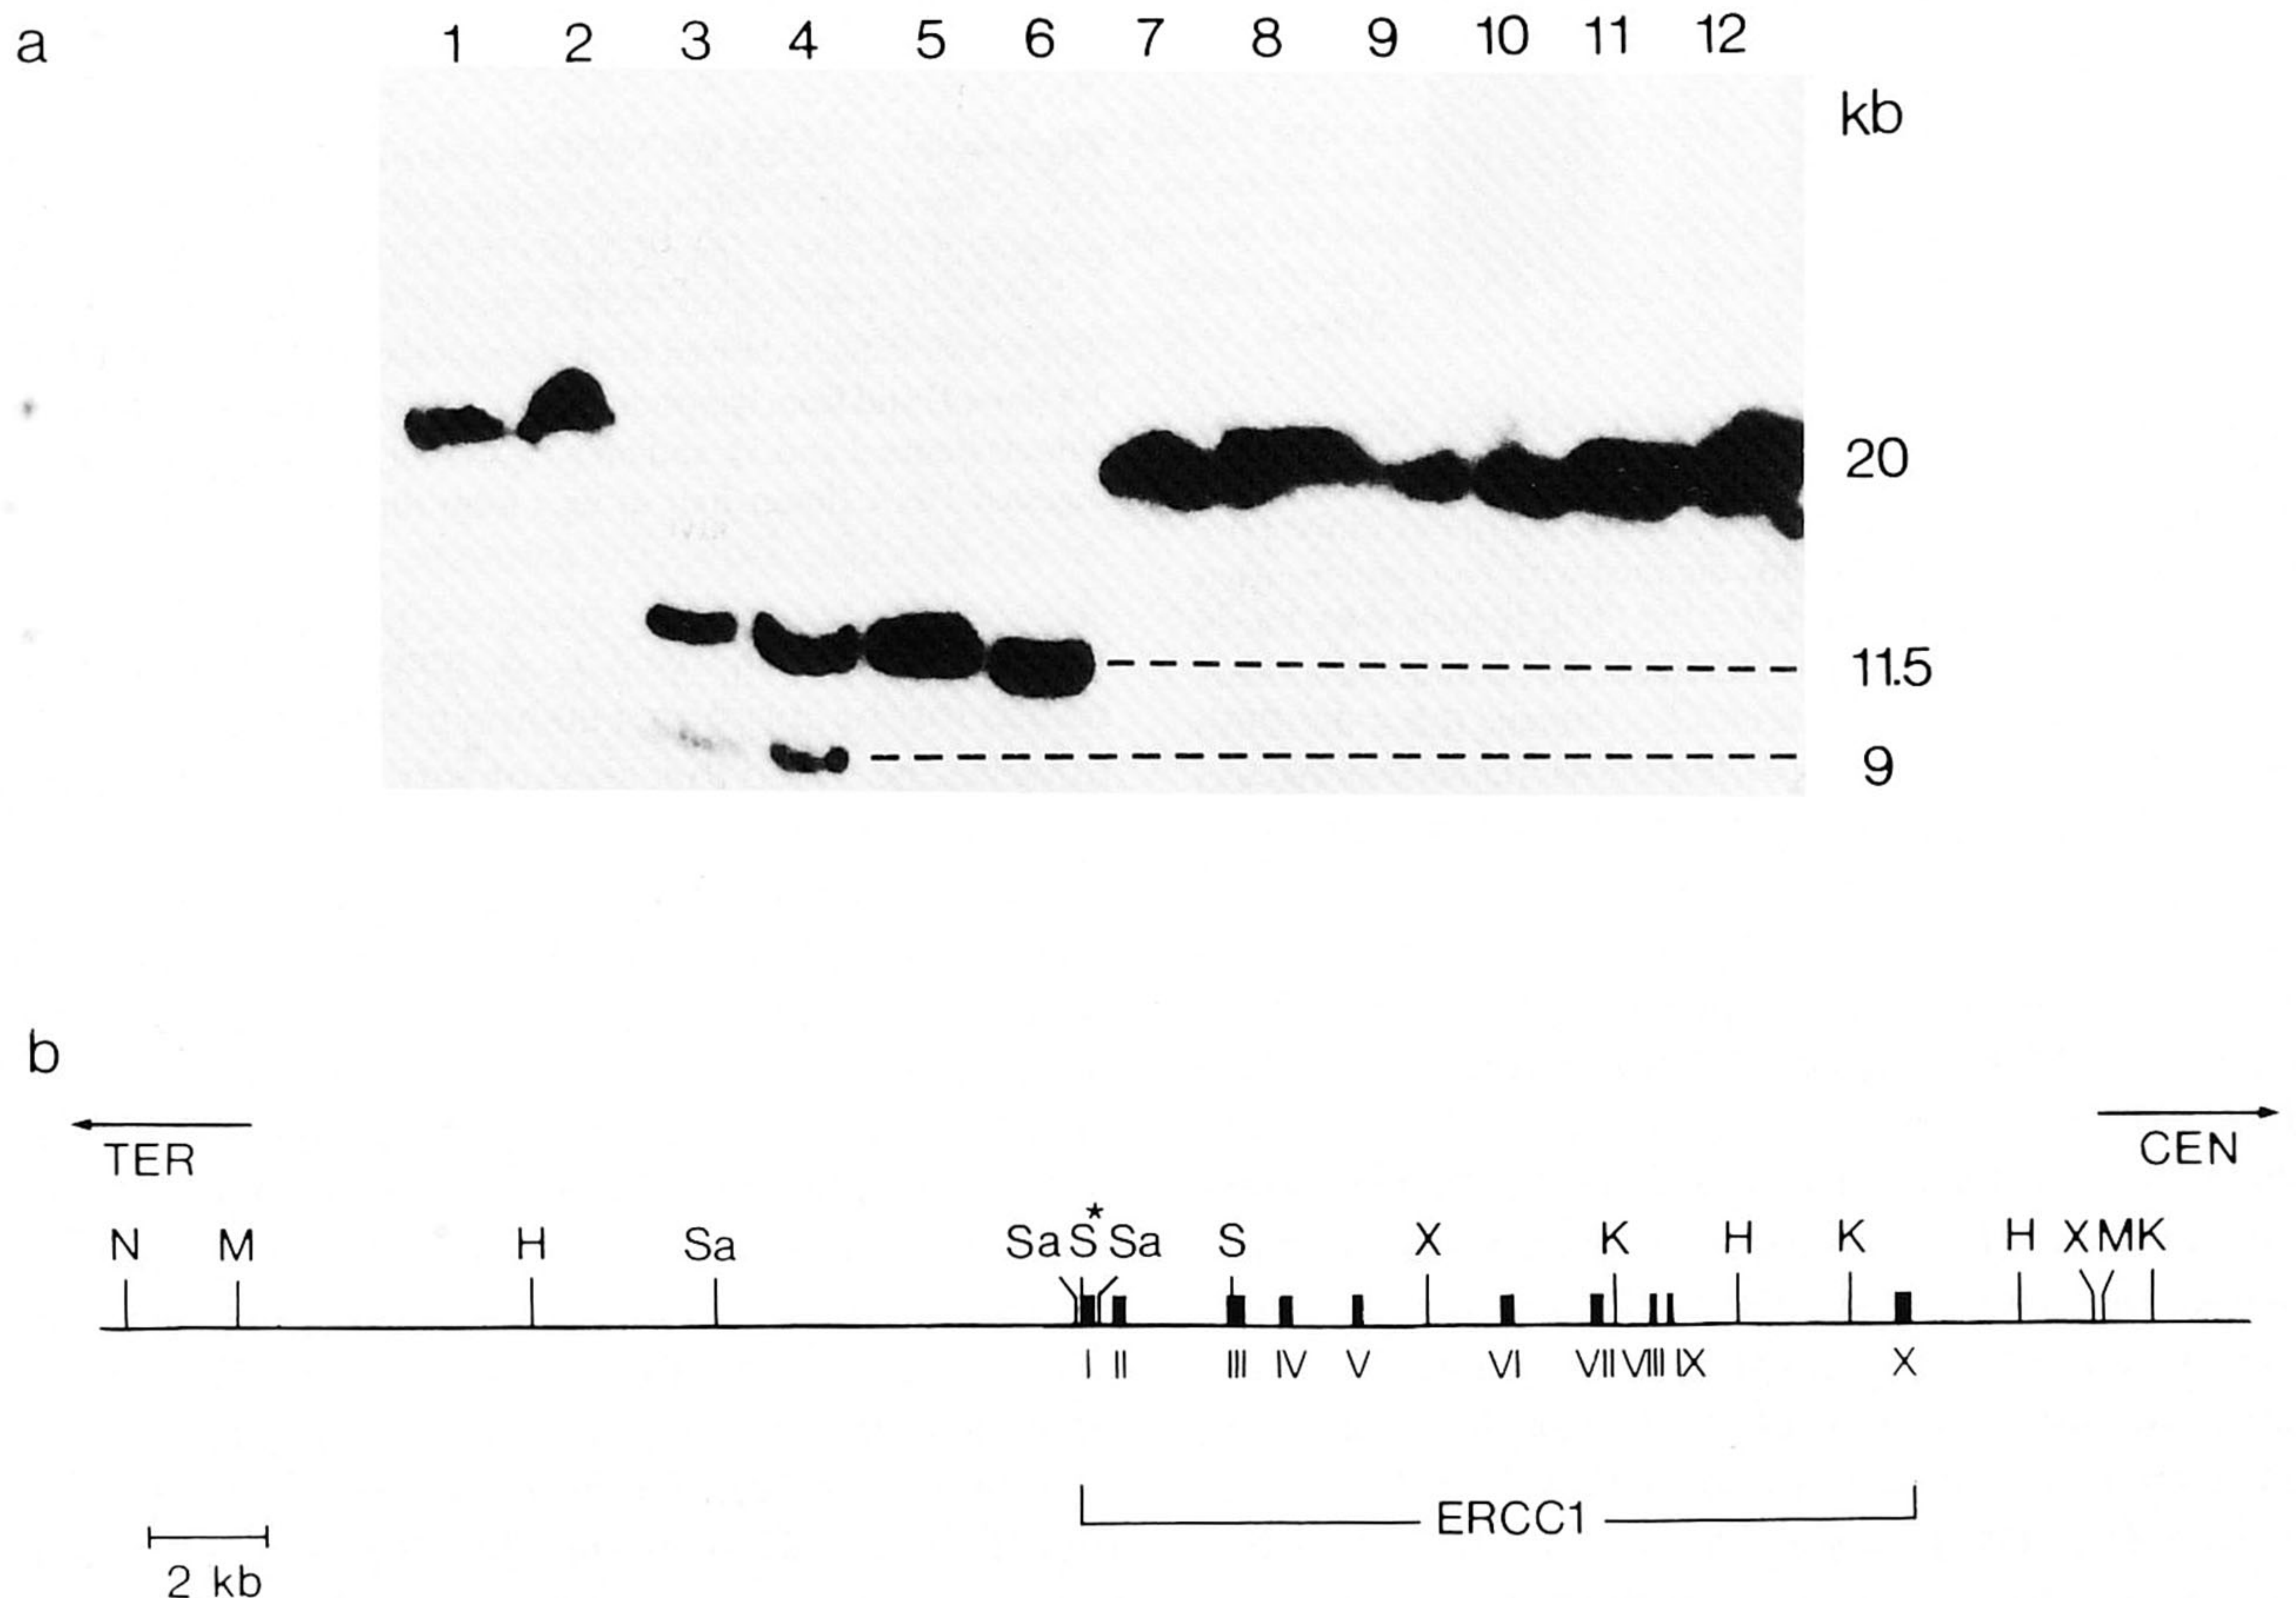 a 1 2 3 4 5 6 7 8 9 10 11 12
kb
20
11.5
9
b
TER CEN
N M H Sa Sa S* Sa S X K H K H X M K
I II III IV V VI VII VIII IX X
ERCC1
2 kb